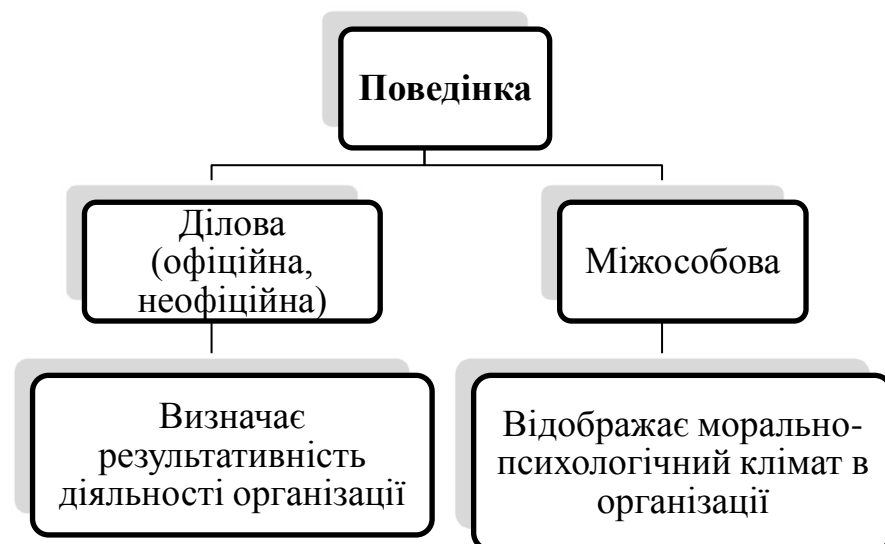 Поведінка
Ділова
(офіційна,
неофіційна)
Міжособова
Визначає
результативність
діяльності організації
Відображає морально-
психологічний клімат в
організації